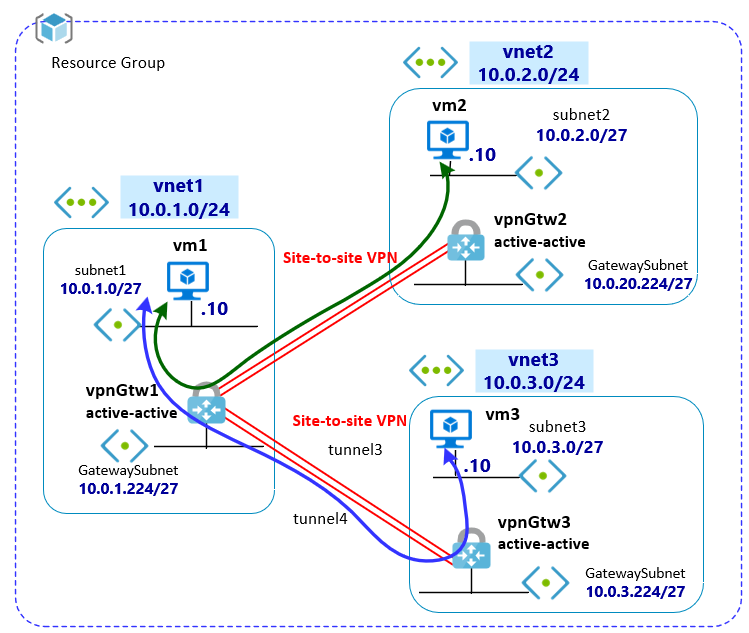 Resource Group
vnet2
10.0.2.0/24
vm2
.10
subnet2
10.0.2.0/27
vpnGtw2
active-active
GatewaySubnet
10.0.20.224/27
vnet1
10.0.1.0/24
vm1
subnet1
10.0.1.0/27
.10
Site-to-site VPN
vpnGtw1
active-active
GatewaySubnet
10.0.1.224/27
Site-to-site VPN
tunnel3
tunnel4
vnet3
10.0.3.0/24
vm3
.10
subnet3
10.0.3.0/27
vpnGtw3
active-active
GatewaySubnet
10.0.3.224/27